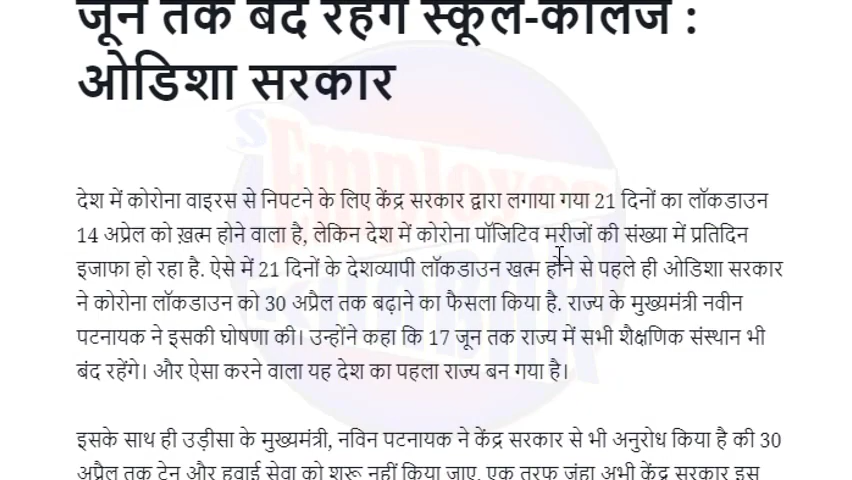 जून तक बंद रहेंगे स्कूल-कॉलेज :
ओडिशा सरकार
देश में कोरोना वाइरस से निपटने के लिए केंद्र सरकार द्वारा लगाया गया 21 दिनों का लॉकडाउन
14 अप्रेल को ख़त्म होने वाला है, लेकिन देश में कोरोना पॉजिटिव मरीजों की संख्या में प्रतिदिन
इजाफा हो रहा है. ऐसे में 21 दिनों के देशव्यापी लॉकडाउन खत्म होने से पहले ही ओडिशा सरकार
ने कोरोना लॉकडाउन को 30 अप्रैल तक बढ़ाने का फैसला किया है. राज्य के मुख्यमंत्री नवीन
पटनायक ने इसकी घोषणा की। उन्होंने कहा कि 17 जून तक राज्य में सभी शैक्षणिक संस्थान भी
बंद रहेंगे। और ऐसा करने वाला यह देश का पहला राज्य बन गया है।
इसके साथ ही उड़ीसा के मुख्यमंत्री, नविन पटनायक ने केंद्र सरकार से भी अनुरोध किया है की 30
अप्रैल तक ट्रेन और हवाई सेवा को शुरू नहीं किया जाए. एक तरफ जंहा अभी केंद्र सरकार इस